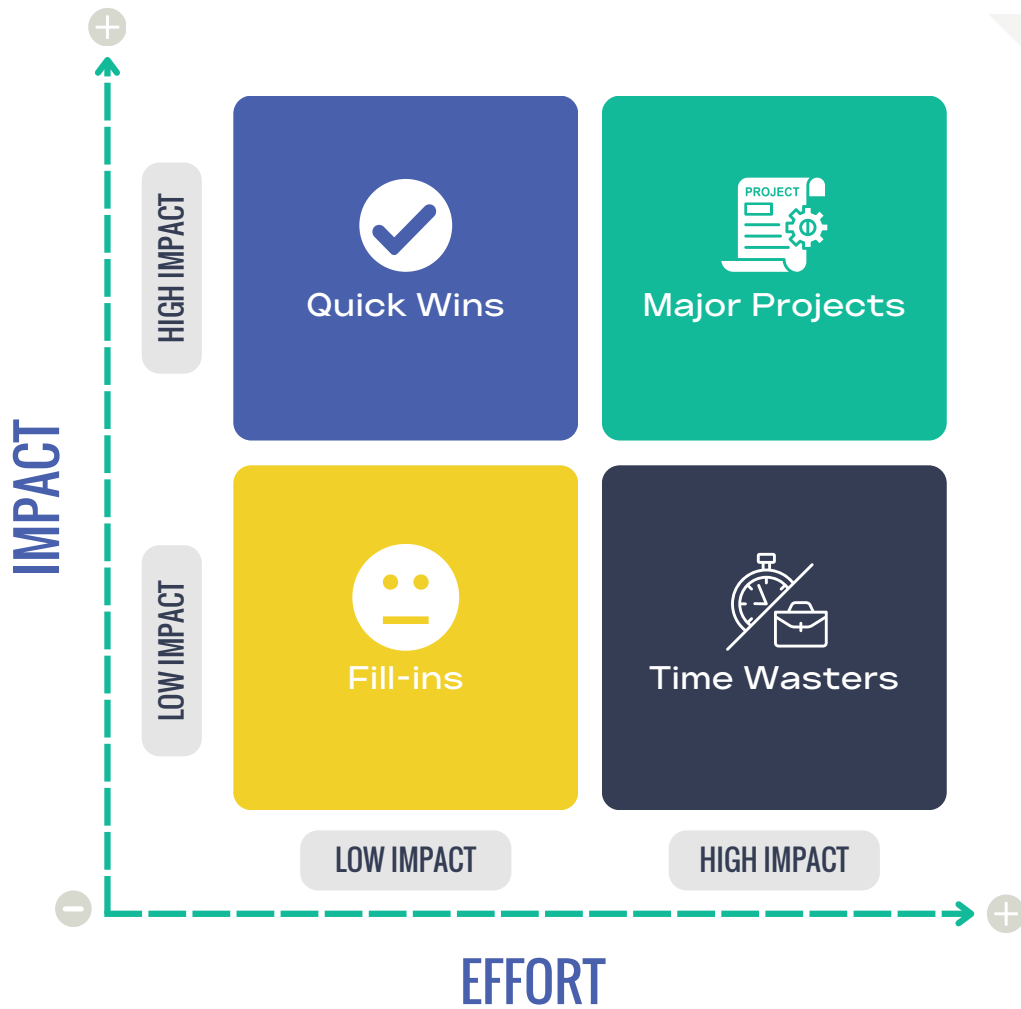 HIGH IMPACT
PROJECT
Quick Wins
Major Projects
IMPACT
LOW IMPACT
Fill-ins
Time Wasters
LOW IMPACT
HIGH IMPACT
EFFORT